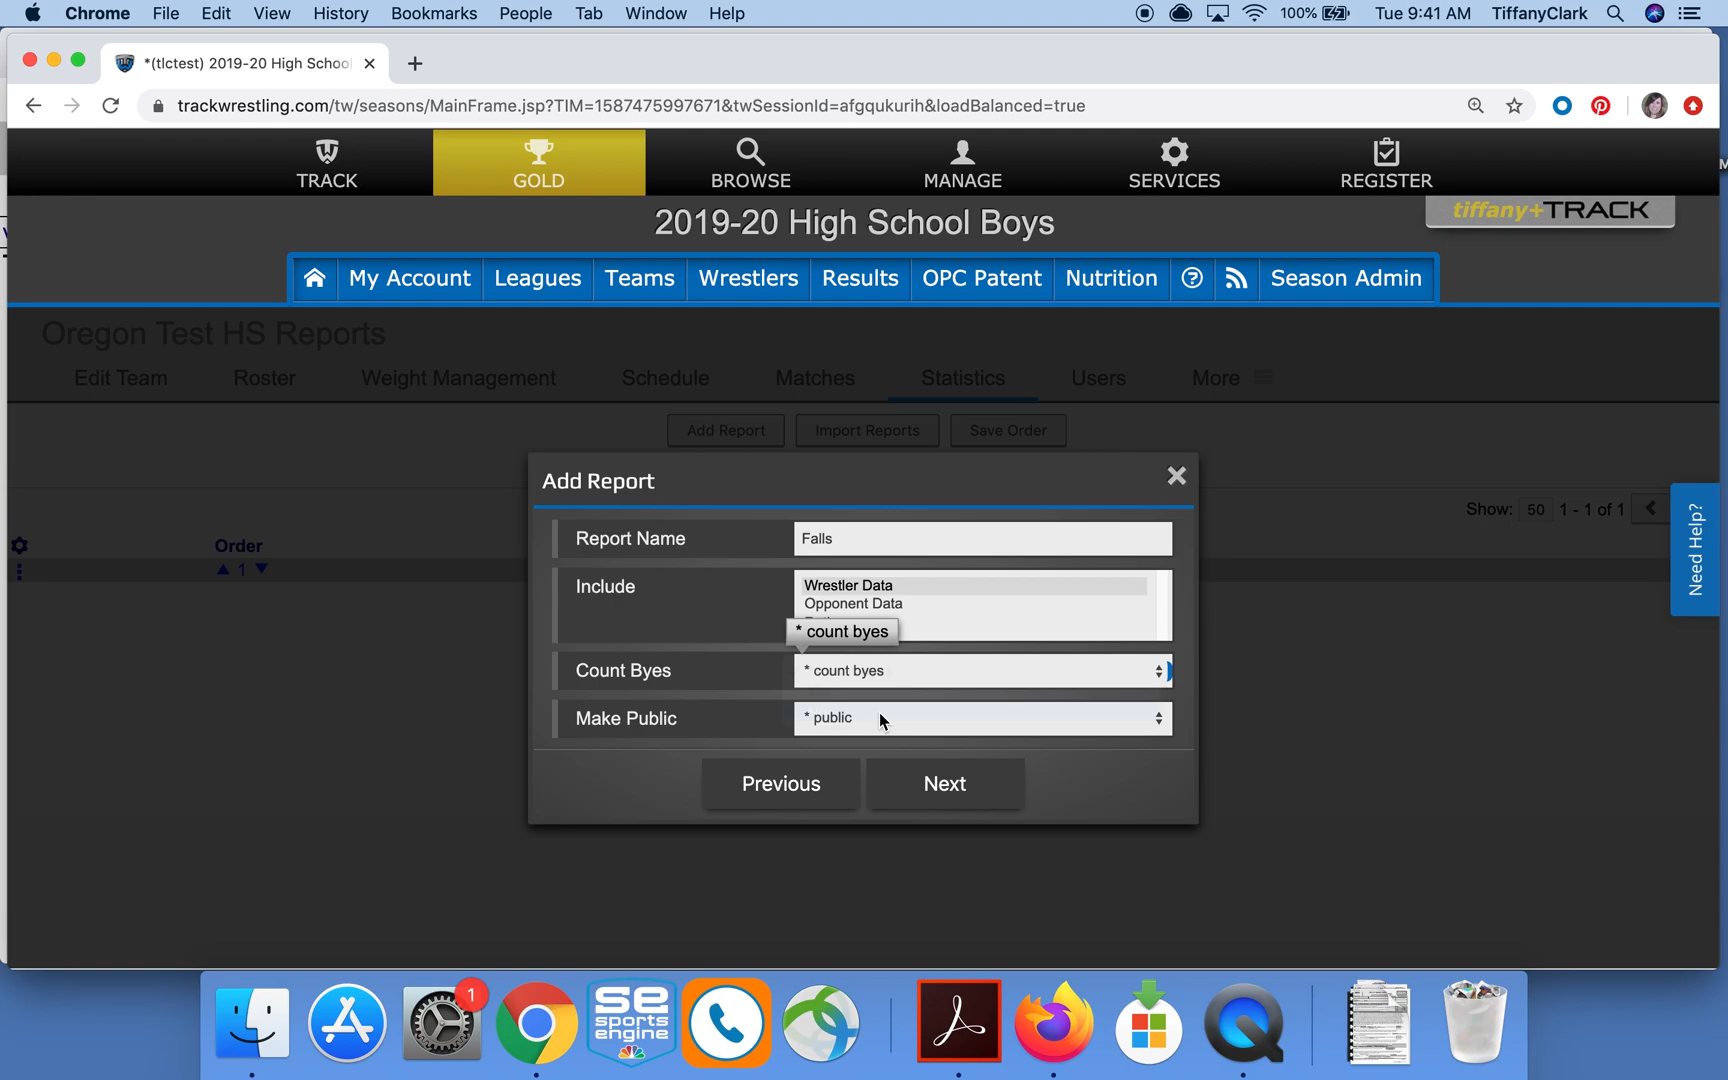 Chrome File Edit View History Bookmarks People Tab Window Help 100% Tue 9:41 AM TiffanyClark
*(tlctest) 2019-20 High School
trackwrestling.com/tw/seasons/MainFrame.jsp?TIM=1587475997671&twSessionId=afgqukurih&loadBalanced=true
TRACK GOLD BROWSE MANAGE SERVICES REGISTER
2019-20 High School Boys
tiffany+TRACK
My Account Leagues Teams Wrestlers Results OPC Patent Nutrition Season Admin
Oregon Test HS Reports
Edit Team Roster Weight Management Schedule Matches Statistics Users More
Add Report Import Reports Save Order
Add Report
Show: 50 1 - 1 of 1
Need Help?
Order
1
Report Name Falls
Include Wrestler Data
Opponent Data
* count byes
Count Byes * count byes
Make Public * public
Previous Next
1
se
sports
engine